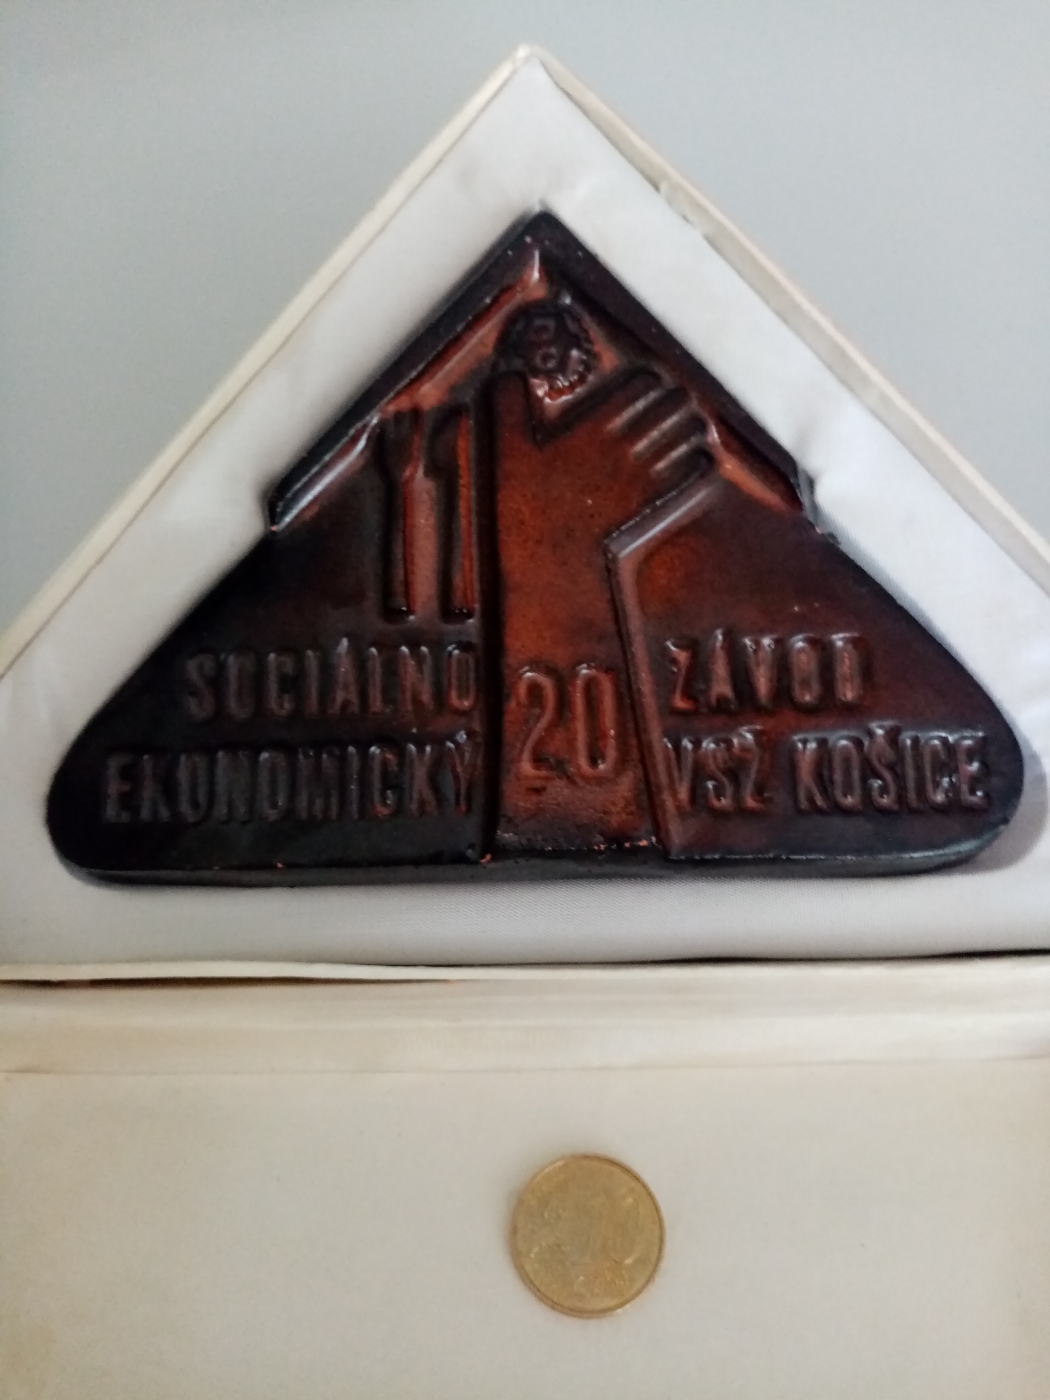 SOCIÁLNO
EKONOMICKÝ
20
ZÁVOD
VSŽ KOŠICE